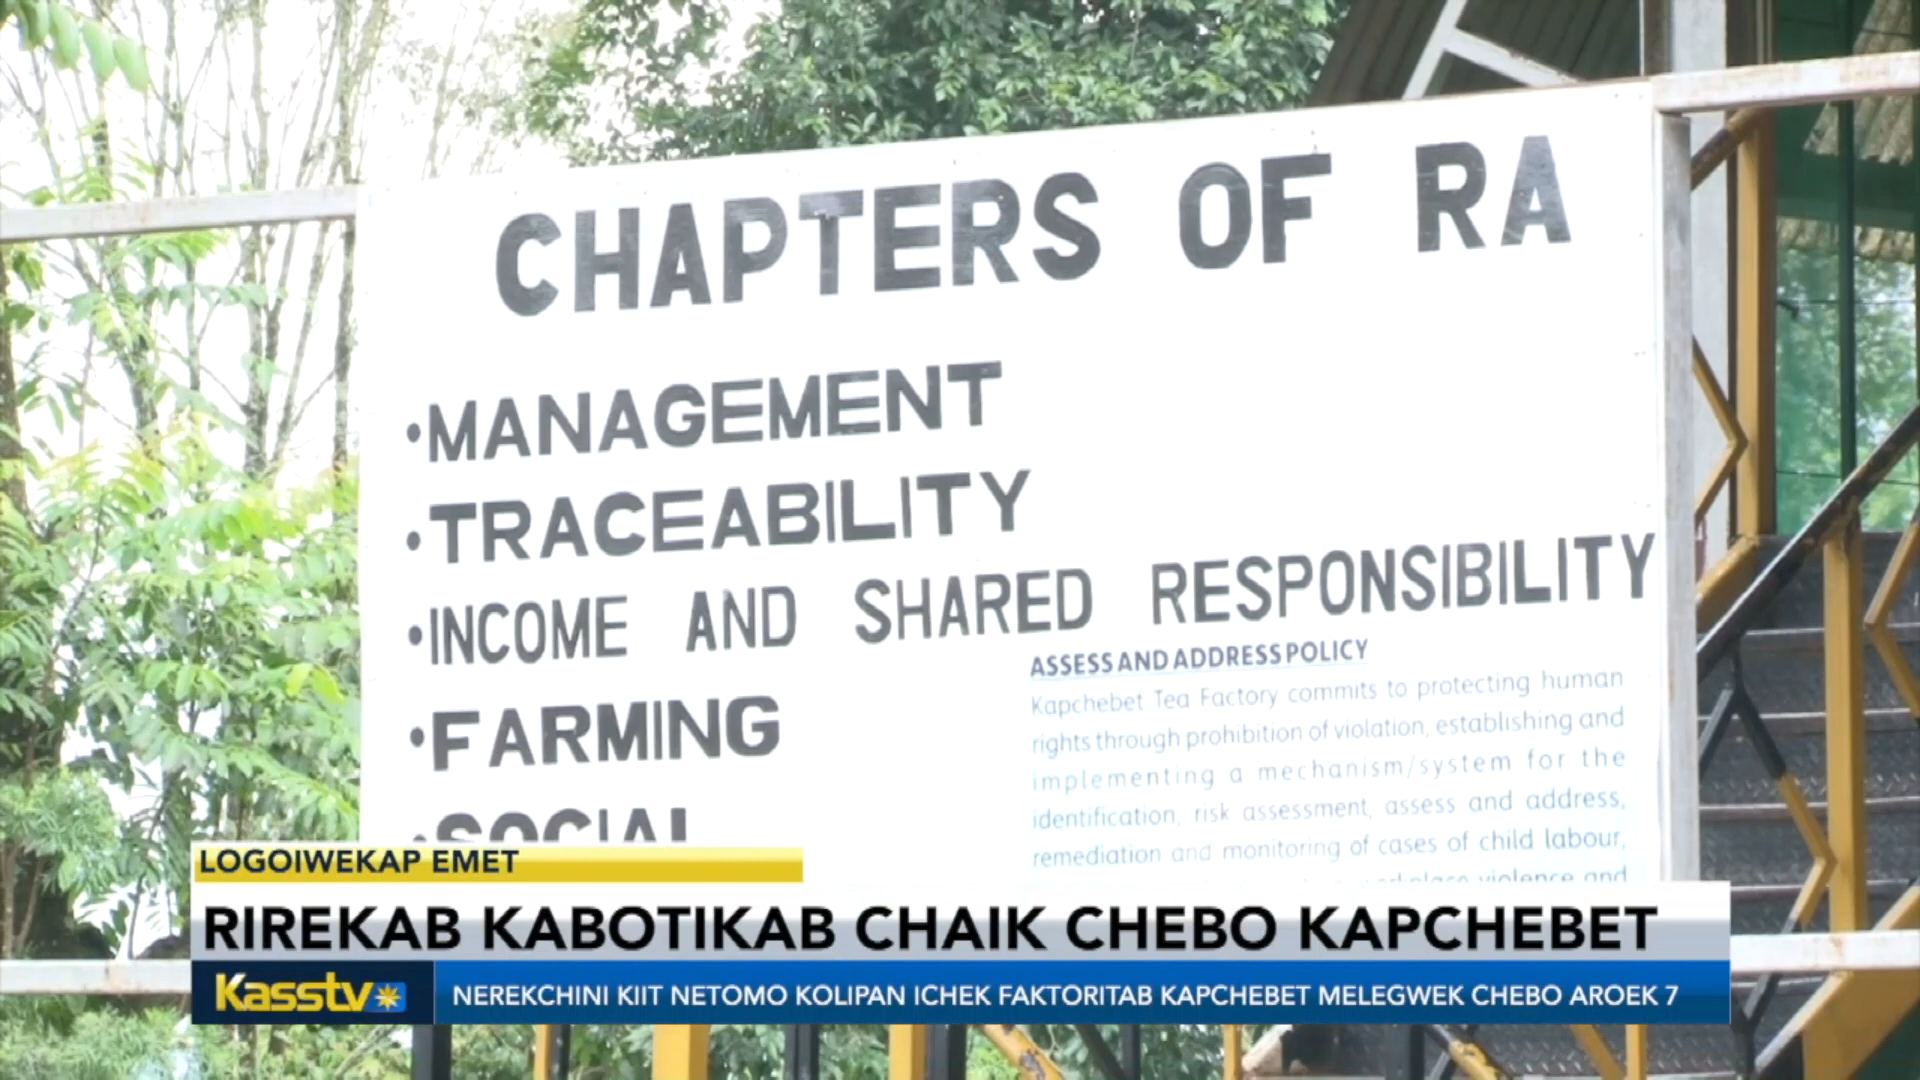 CHAPTERS OF RA
•MANAGEMENT
•TRACEABILITY
•INCOME AND SHARED RESPONSIBILITY
•FARMING
•SOCIAL
ASSESS AND ADDRESS POLICY
Kapchebet Tea Factory commits to protecting human
rights through prohibition of violation, establishing and
implementing a mechanism/system for the
identification, risk assessment, assess and address,
remediation and monitoring of cases of child labour,
violence and
LOGOIWEKAP EMET
RIREKAB KABOTIKAB CHAIK CHEBO KAPCHEBET
Kasstv
NEREKCHINI KIIT NETOMO KOLIPAN ICHEK FAKTORITAB KAPCHEBET MELEGWEK CHEBO AROEK 7